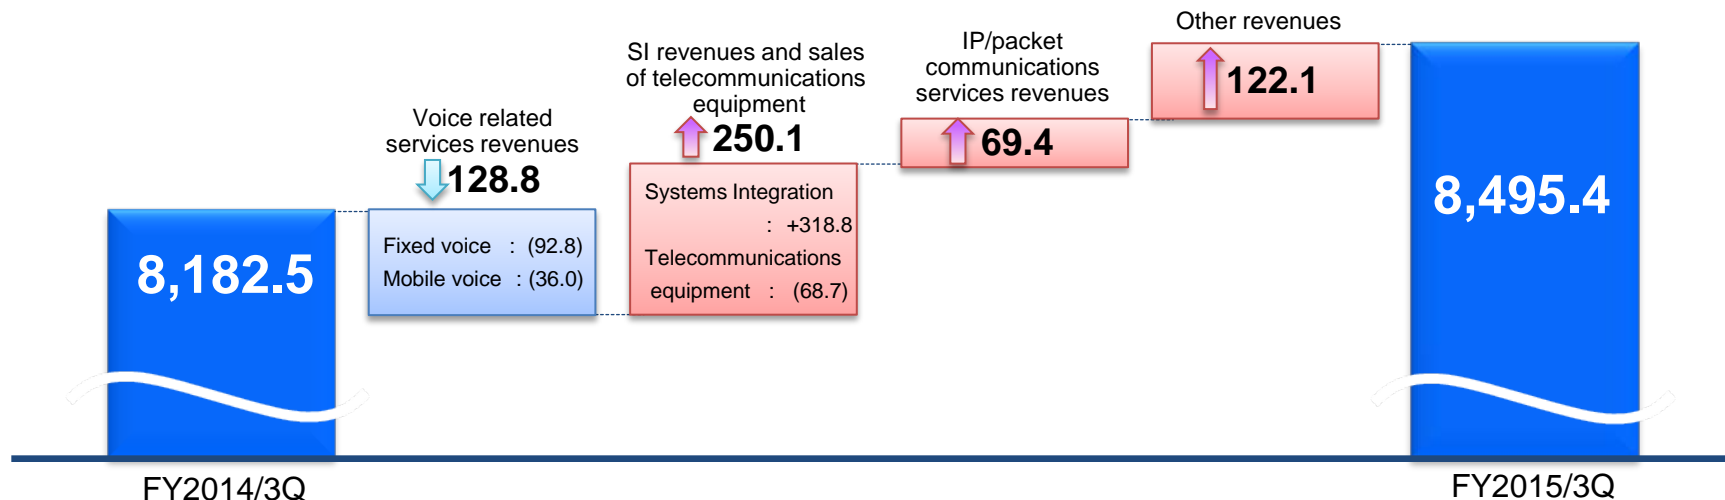 8,182.5
FY2014/3Q
Voice related
services revenues
128.8
Fixed voice : (92.8)
Mobile voice : (36.0)
SI revenues and sales
of telecommunications
equipment
250.1
Systems Integration
: +318.8
Telecommunications
equipment : (68.7)
IP/packet
communications
services revenues
69.4
Other revenues
122.1
8,495.4
FY2015/3Q